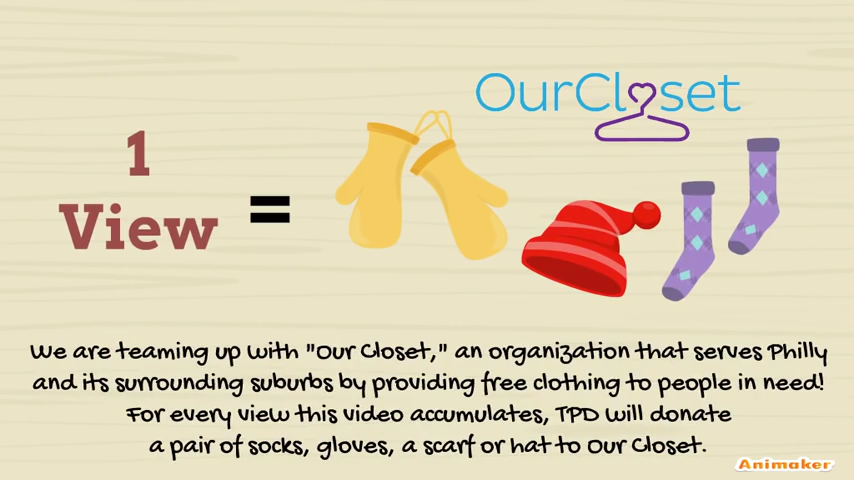 OurCloset
1
View
=
We are teaming up with "Our Closet," an organization that serves Philly
and its surrounding suburbs by providing free clothing to people in need!
For every view this video accumulates, TPD will donate
a pair of socks, gloves, a scarf or hat to Our Closet.
Animaker